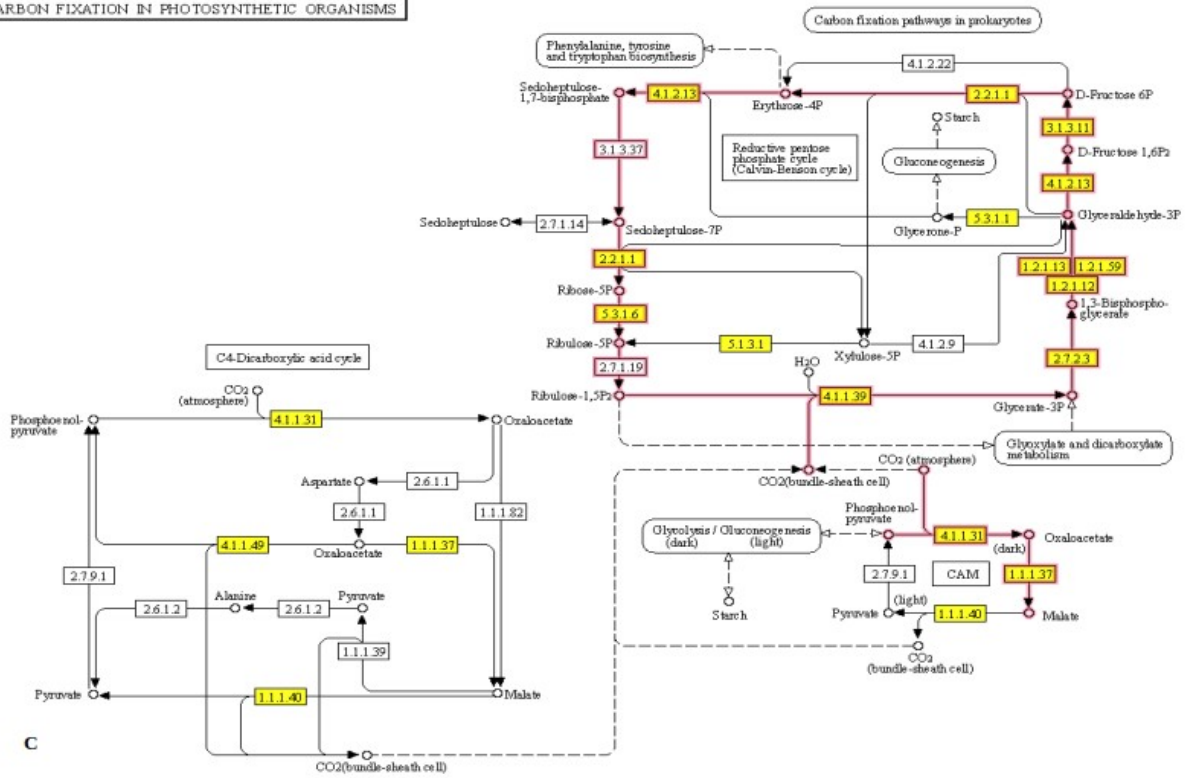 ARBON FIXATION IN PHOTOSYNTHETIC ORGANISMS
Carbon fixation pathways in prokaryotes
Phenylalanine, tyrosine
and tryptophan biosynthesis
4.1.2.22
Sedoheptulose-
1,7-bisphosphate
4.1.2.13
Erythrose-4P
2.2.1.1
D-Fructose 6P
Starch
3.1.3.11
3.1.3.37
Reductive pentose
phosphate cycle
(Calvin-Benson cycle)
Gluconeogenesis
D-Fructose 1,6P2
4.1.2.13
Sedoheptulose
2.7.1.14
Sedoheptulose-7P
Glycerone-P
5.3.1.1
Glyceraldehyde-3P
2.2.1.1
1.2.1.13
1.2.1.59
1.2.1.12
Ribose-5P
1,3-Bisphospho-
glycerate
5.3.1.6
Ribulose-5P
5.1.3.1
Xylulose-5P
4.1.2.9
2.7.2.3
C4-Dicarboxylic acid cycle
H2O
2.7.1.19
Ribulose-1,5P2
4.1.1.39
Glycerate-3P
CO2
(atmosphere)
Phosphoenol-
pyruvate
4.1.1.31
Oxaloacetate
Glyoxylate and dicarboxylate
metabolism
CO2 (atmosphere)
CO2(bundle-sheath cell)
Aspartate
2.6.1.1
2.6.1.1
1.1.1.82
Phosphoenol-
pyruvate
Glycolysis / Gluconeogenesis
(dark) (light)
4.1.1.31
(dark)
Oxaloacetate
4.1.1.49
Oxaloacetate
1.1.1.37
2.7.9.1
2.7.9.1
CAM
1.1.1.37
Alanine
Pyruvate
2.6.1.2
2.6.1.2
Starch
Pyruvate
(light)
1.1.1.40
Malate
1.1.1.39
CO2
(bundle-sheath cell)
Pyruvate
1.1.1.40
Malate
C
CO2(bundle-sheath cell)